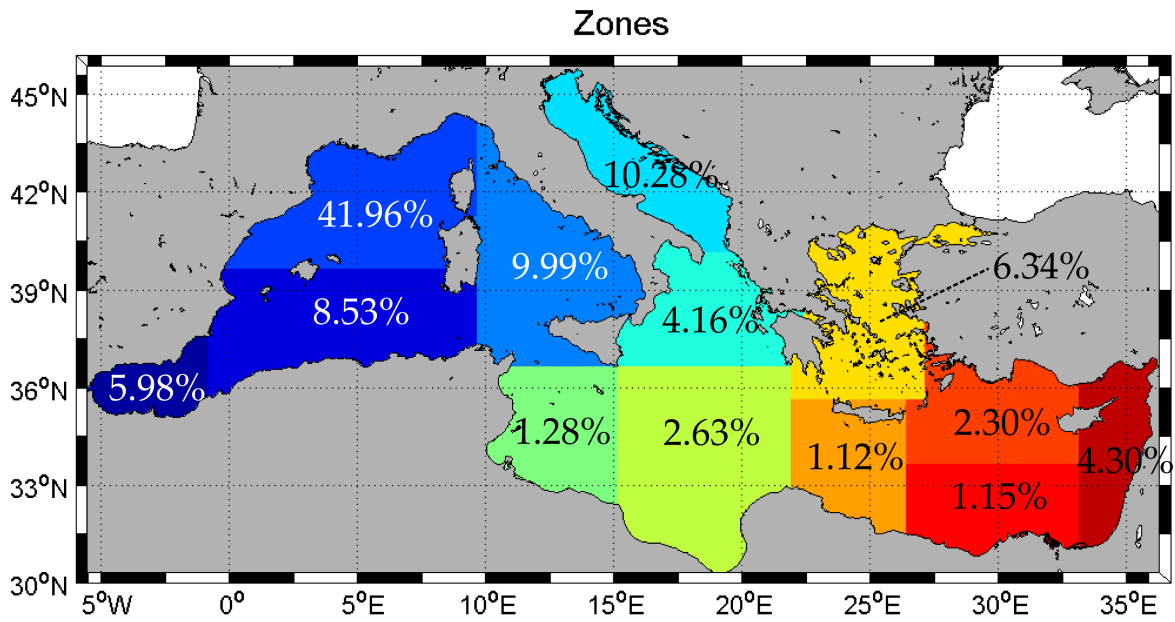 Zones
45°N
42°N
39°N
36°N
33°N
30°N
10.28%
41.96%
9.99%
6.34%
8.53%
4.16%
5.98%
1.28%
2.63%
2.30%
1.12%
4.30%
1.15%
5°W
0°
5°E
10°E
15°E
20°E
25°E
30°E
35°E